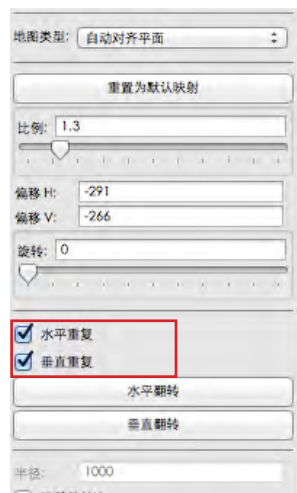 地图类型: 自动对齐平面
重置为默认映射
比例: 1.3
偏移 H: -291
偏移 V: -266
旋转: 0
水平重复
垂直重复
水平翻转
垂直翻转
半径: 1000